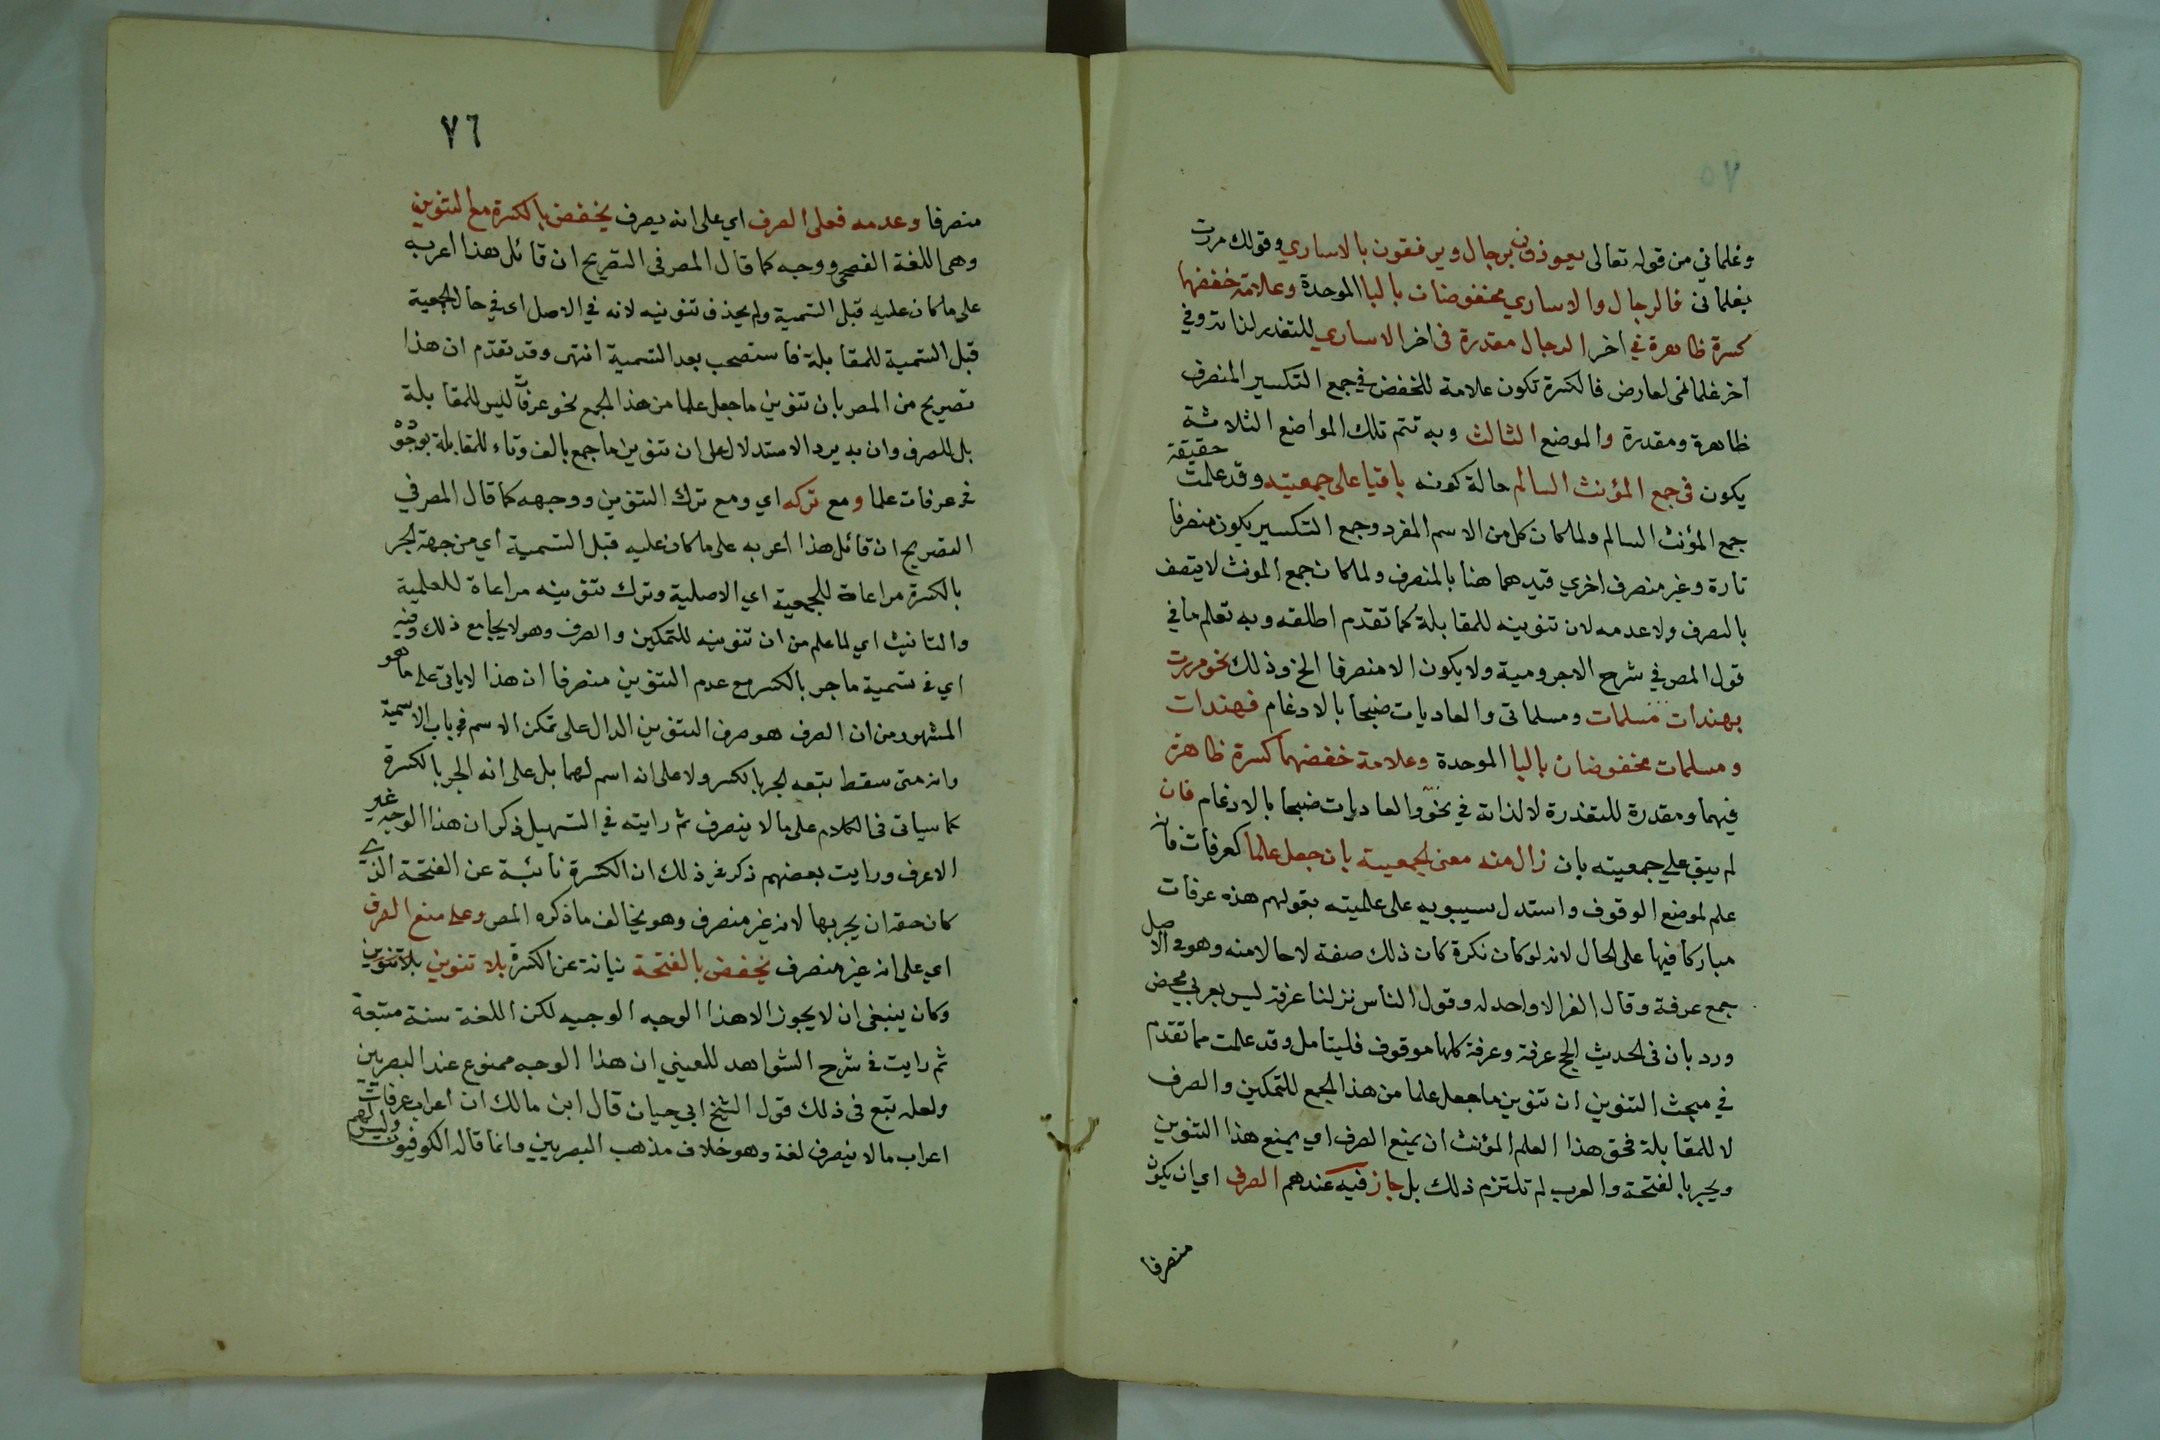 ٥٧
وغلماني من قوله تعالى يعوذون برجال ويرفقون بالاساري وقولك مررت
بغلماني فالرجال والاساري مخفوضان بالبا الموحدة وعلامة خفضهما
كسرة ظاهرة في اخر الرجال مقدرة في اخر الاساري للتعذر لذاته وفي
اخر غلماني لعارض فالكسرة تكون علامة للخفض في جمع التكسير المنصرف
ظاهرة ومقدرة والموضع الثالث وبه تتم تلك المواضع الثلاثة
يكون في جمع المؤنث السالم حالة كونه باقيا على جمعيته وقد علمت حقيقة
جمع المؤنث السالم ولما كان كل من الاسم المفرد وجمع التكسير يكون منصرفا
تارة وغير منصرف اخري قيدهما هنا بالمنصرف ولما كان جمع المونث لا يتصف
بالصرف ولا عدمه لان تنوينه للمقابلة كما تقدم اطلقه وبه تعلم ما في
قول المص في شرح الاجرومية ولا يكون الا منصرفا الخ وذلك نحو مررت
بهندات مسلمات ومسلماتي والعاديات ضبحا بالادغام فهندات
ومسلمات مخفوضان بالبا الموحدة وعلامة خفضهما كسرة ظاهرة
فيهما ومقدرة للتعذرة لا لذاته في نحو والعاديات ضبحا بالادغام فان
لم يبق على جمعيته بان زال منه معنى الجمعية بان جعل علما كعرفات فانه
علم لموضع الوقوف واستدل سيبويه على علميته بقولهم هذه عرفات
مباركا فيها على الحال لانه لو كان نكرة كان ذلك صفة لا حالا منه وهو في الاصل
جمع عرفة وقال الفرا لا واحد له وقول الناس نزلنا عرفة ليس بعربي محض
ورد بان في الحديث الحج عرفة وعرفة كلها موقوف فليتامل وقد علمت مما تقدم
في مبحث التنوين ان تنوين ما جعل علما من هذا الجمع للتمكين والصرف
لا للمقابلة فحق هذا العلم المؤنث ان يمنع الصرف اي يمنع هذا التنوين
ويجر بالفتحة والعرب لم تلتزم ذلك بل جاز فيه عندهم الصرف اي ان يكون
منصرفا
٧٦
منصرفا وعدمه فعلى الصرف اي على انه يصرف يخفض بالكسرة مع التنوين
وهي اللغة الفصحى ووجه كما قال المص في التصريح ان قائل هذا اعربه
على ما كان عليه قبل التسمية ولم يحذف تنوينه لانه في الاصل اي في حال الجمعية
قبل التسمية للمقابلة فاستصحب بعد التسمية انتهى وقد تقدم ان هذا
تصريح من المص بان تنوين ما جعل علما من هذا الجمع نحو عرفات ليس للمقابلة
بل للصرف وان به يرد الاستدلال على ان تنوين ما جمع بالف وتاء للمقابلة بوجوده
في عرفات علما ومع تركه اي ومع ترك التنوين ووجهه كما قال المص في
التصريح ان قائل هذا اعربه على ما كان عليه قبل التسمية اي من جهة الجر
بالكسرة مراعاة للجمعية اي الاصلية وترك تنوينه مراعاة للعلمية
والتانيث اي لما علم من ان تنوينه للتمكين والصرف وهو لا يجامع ذلك وفيه
اي في تسمية ما جر بالكسر مع عدم التنوين منصرفا ان هذا لا ياتي على ما هو
المشهور من ان الصرف هو صرف التنوين الدال على تمكن الاسم في باب الاسمية
وانه متى سقط تبعه الجر بالكسر ولا على انه اسم لهما بل على انه الجر بالكسرة
كما سياتي في الكلام على ما لا ينصرف ثم رايته في التسهيل ذكر ان هذا الوجه غير
الاعرف ورايت بعضهم ذكر في ذلك ان الكسرة نائبة عن الفتحة الذي
كان حقه ان يجر بها لانه غير منصرف وهو يخالف ما ذكره المص وعلى منع الصرف
اي على انه غير منصرف يخفض بالفتحة نيابة عن الكسرة بلا تنوين بلا تنوين
وكان ينبغي ان لا يجوز الا هذا الوجه الوجيه لكن اللغة سنة متبعة
ثم رايت في شرح الشواهد للعيني ان هذا الوجه ممنوع عند البصريين
ولعله تبع في ذلك قول الشيخ ابي حيان قال ابن مالك ان اعراب عرفات
اعراب ما لا ينصرف لغة وهو خلاف مذهب البصريين وانما قاله الكوفيون وليس لهم